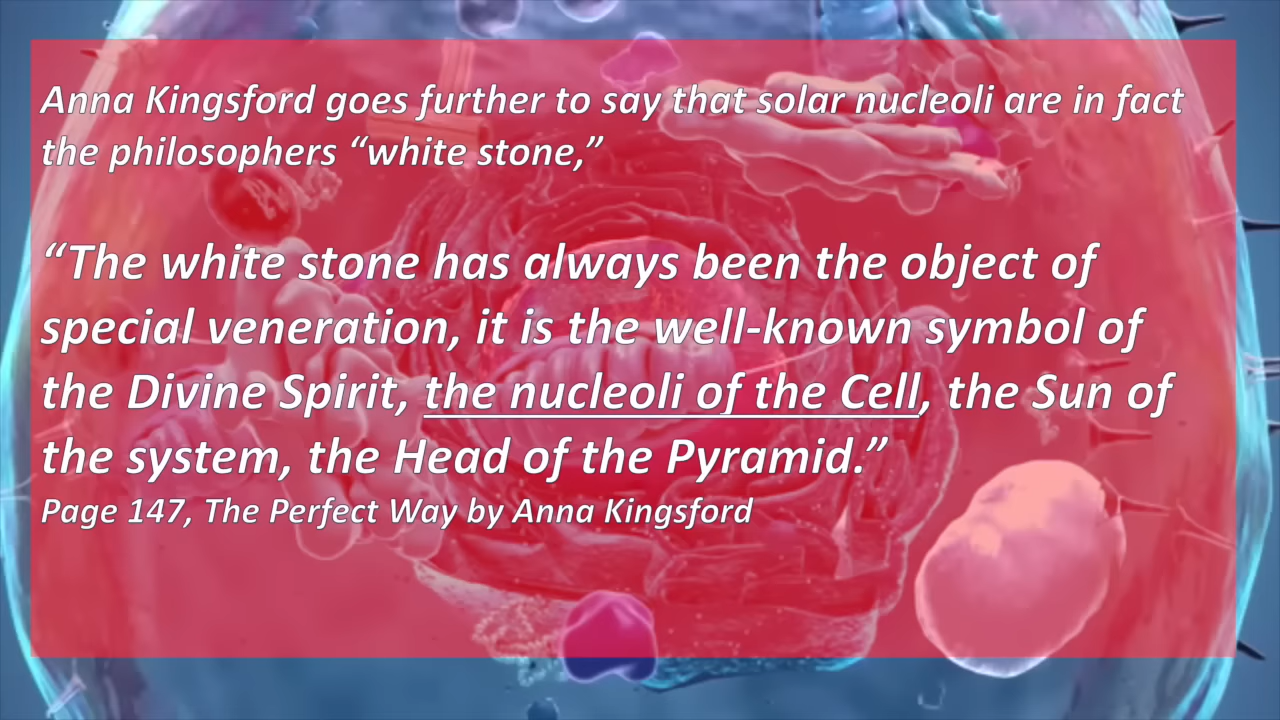 Anna Kingsford goes further to say that solar nucleoli are in fact
the philosophers “white stone,”
“The white stone has always been the object of
special veneration, it is the well-known symbol of
the Divine Spirit, the nucleoli of the Cell, the Sun of
the system, the Head of the Pyramid.”
Page 147, The Perfect Way by Anna Kingsford